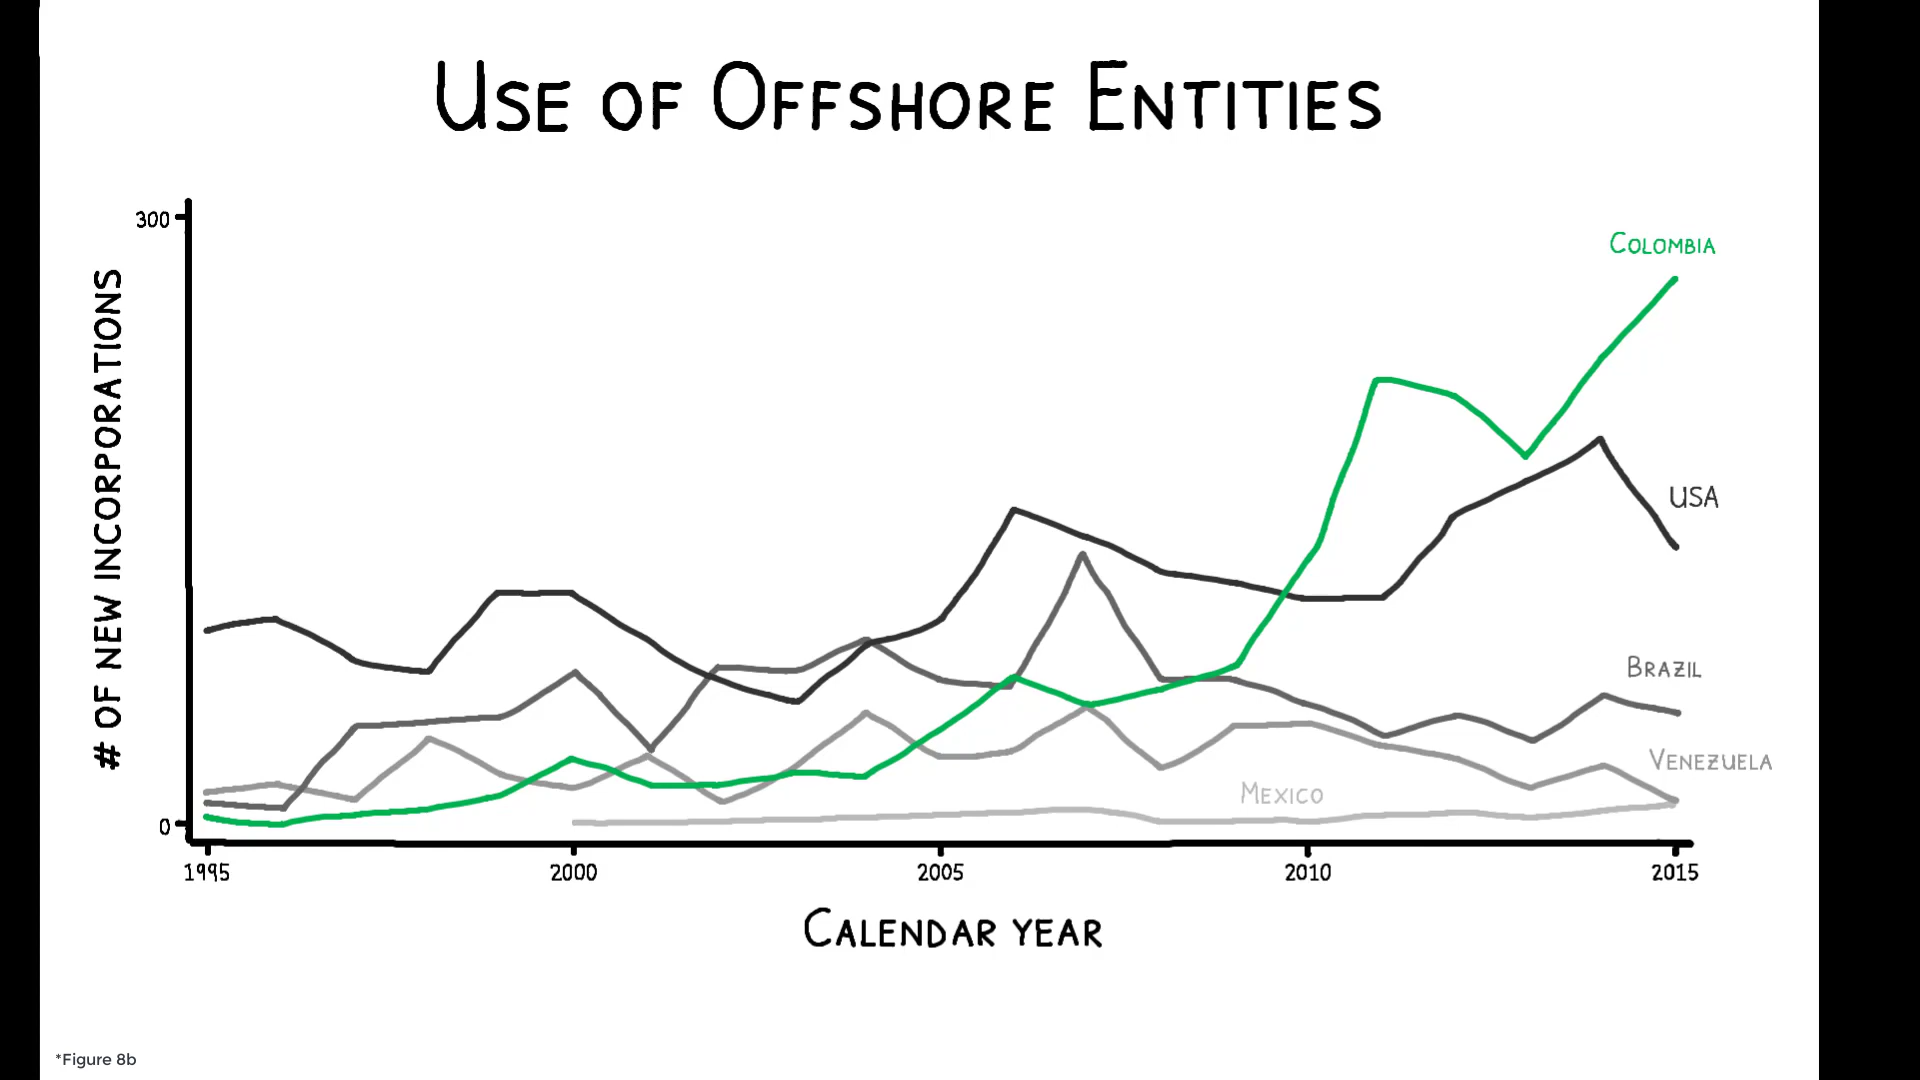 Use of Offshore Entities
300
Colombia
# of new incorporations
USA
Brazil
Venezuela
Mexico
0
1995 2000 2005 2010 2015
Calendar year
*Figure 8b